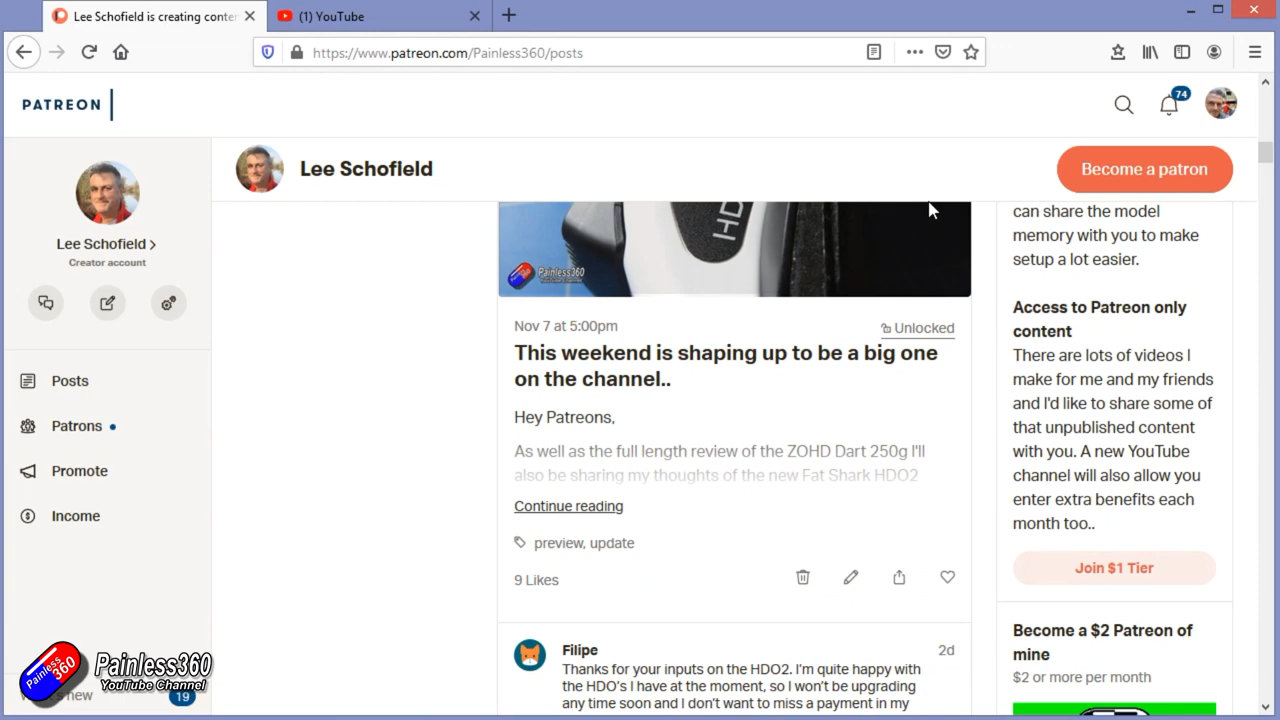 Lee Schofield is creating conte
(1) YouTube
https://www.patreon.com/Painless360/posts
PATREON
74
Lee Schofield
Become a patron
Lee Schofield
Creator account
Posts
Patrons
Promote
Income
19
Painless360
YouTube Channel
Painless 360
HD
Painless360
Nov 7 at 5:00pm
Unlocked
This weekend is shaping up to be a big one
on the channel..
Hey Patreons,
As well as the full length review of the ZOHD Dart 250g I'll
also be sharing my thoughts of the new Fat Shark HDO2
Continue reading
preview, update
9 Likes
Filipe
2d
Thanks for your inputs on the HDO2. I'm quite happy with
the HDO's I have at the moment, so I won't be upgrading
any time soon and I don't want to miss a payment in my
can share the model
memory with you to make
setup a lot easier.
Access to Patreon only
content
There are lots of videos I
make for me and my friends
and I'd like to share some of
that unpublished content
with you. A new YouTube
channel will also allow you
enter extra benefits each
month too..
Join $1 Tier
Become a $2 Patreon of
mine
$2 or more per month